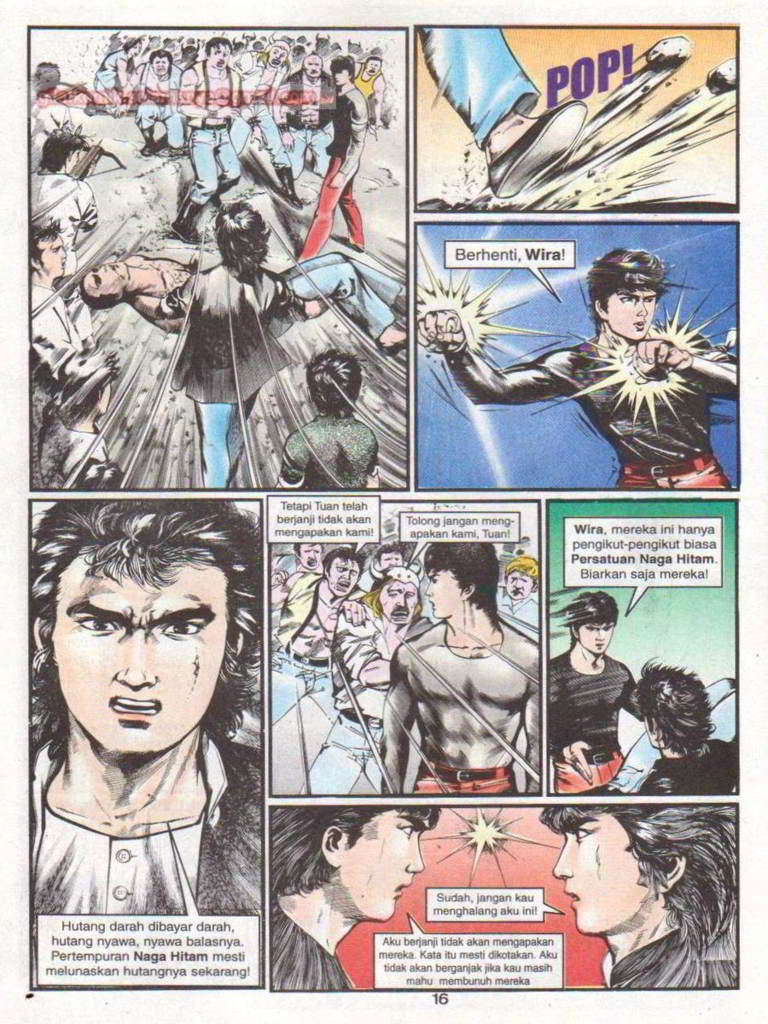 POP!
Berhenti, Wira!
Hutang darah dibayar darah,
hutang nyawa, nyawa balasnya.
Pertempuran Naga Hitam mesti
melunaskan hutangnya sekarang!
Tetapi Tuan telah
berjanji tidak akan
mengapakan kami!
Tolong jangan meng-
apakan kami, Tuan!
Wira, mereka ini hanya
pengikut-pengikut biasa
Persatuan Naga Hitam.
Biarkan saja mereka!
Sudah, jangan kau
menghalang aku ini!
Aku berjanji tidak akan mengapakan
mereka. Kata itu mesti dikotakan. Aku
tidak akan berganjak jika kau masih
mahu membunuh mereka
16